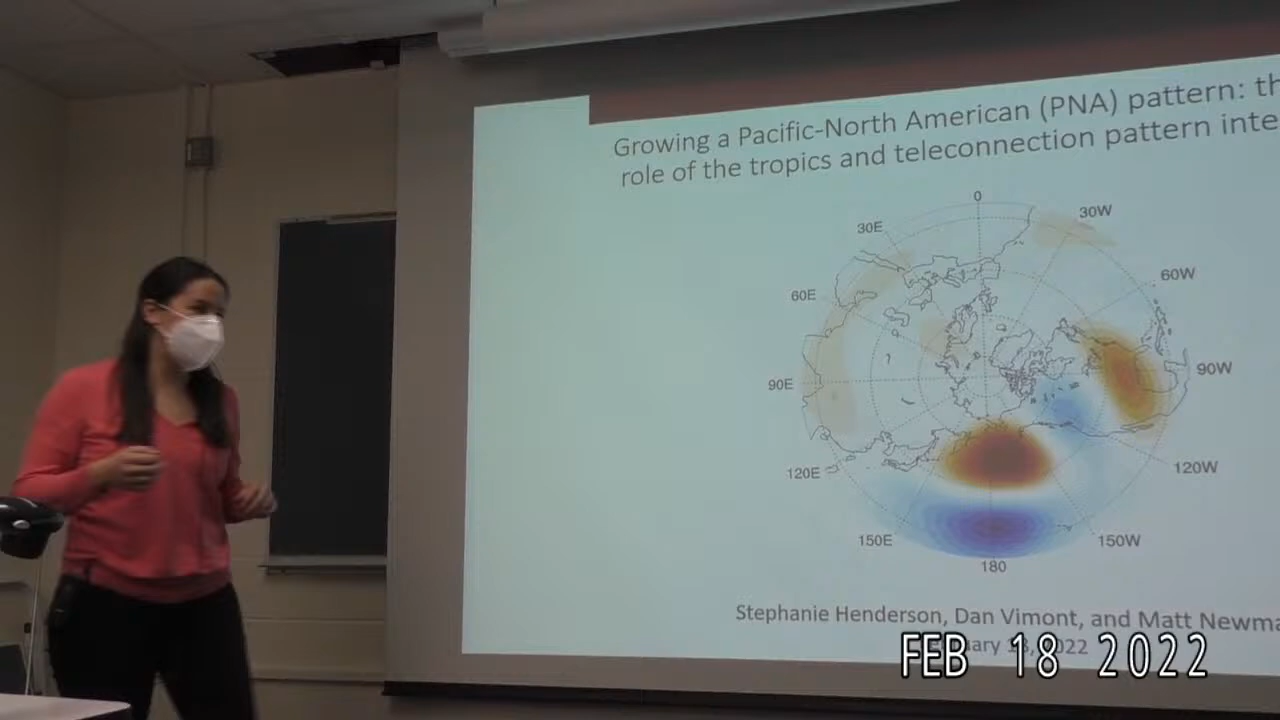 Growing a Pacific-North American (PNA) pattern: th
role of the tropics and teleconnection pattern inte
0
30E
30W
60E
60W
90E
90W
120E
120W
150E
150W
180
Stephanie Henderson, Dan Vimont, and Matt Newma
2022
FEB 18 2022